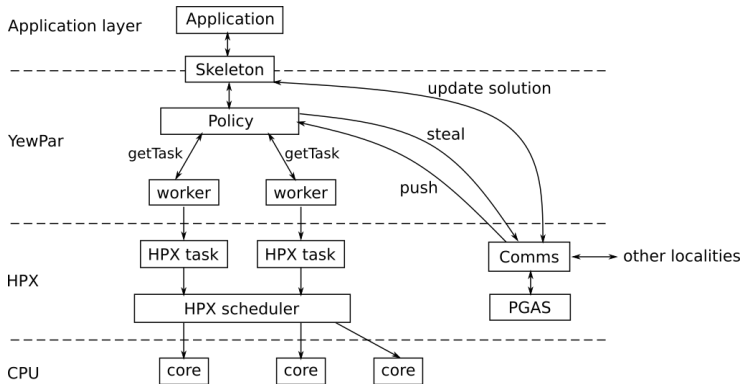 Application layer
Application
Skeleton
update solution
Policy
steal
YewPar
getTask
getTask
push
worker
worker
HPX task
HPX task
Comms
other localities
HPX
HPX scheduler
PGAS
CPU
core
core
core